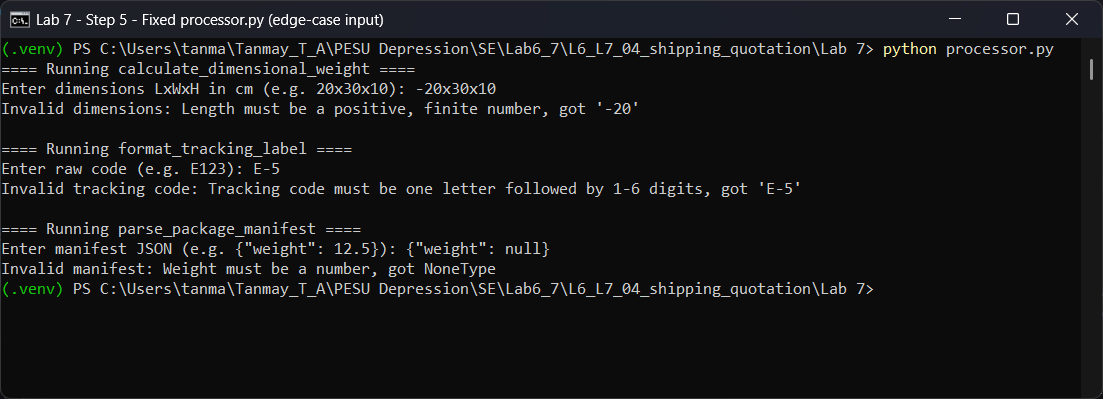 Lab 7 - Step 5 - Fixed processor.py (edge-case input)
(.venv) PS C:\Users\tanma\Tanmay_T_A\PESU Depression\SE\Lab6_7\L6_L7_04_shipping_quotation\Lab 7> python processor.py
==== Running calculate_dimensional_weight ====
Enter dimensions LxWxH in cm (e.g. 20x30x10): -20x30x10
Invalid dimensions: Length must be a positive, finite number, got '-20'
==== Running format_tracking_label ====
Enter raw code (e.g. E123): E-5
Invalid tracking code: Tracking code must be one letter followed by 1-6 digits, got 'E-5'
==== Running parse_package_manifest ====
Enter manifest JSON (e.g. {"weight": 12.5}): {"weight": null}
Invalid manifest: Weight must be a number, got NoneType
(.venv) PS C:\Users\tanma\Tanmay_T_A\PESU Depression\SE\Lab6_7\L6_L7_04_shipping_quotation\Lab 7>